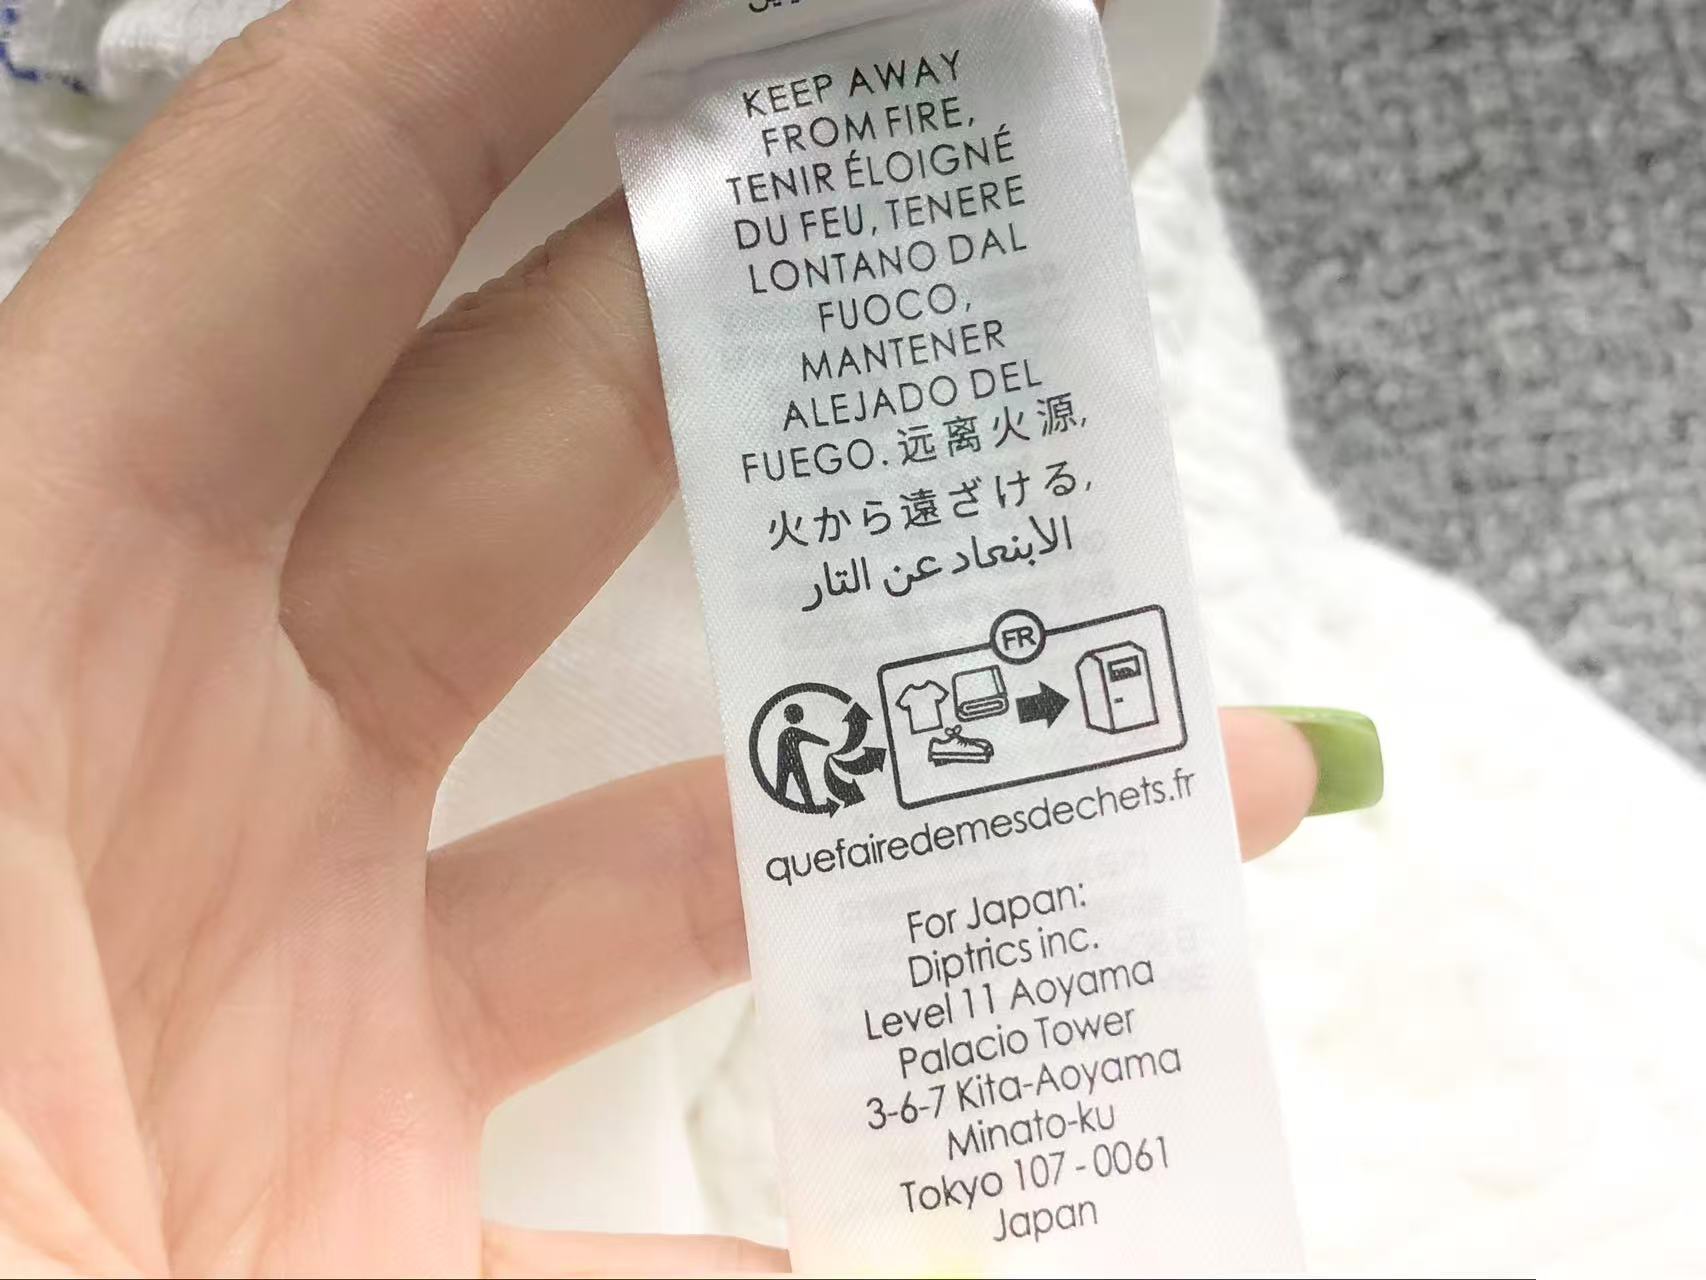 KEEP AWAY
FROM FIRE,
TENIR ÉLOIGNÉ
DU FEU, TENERE
LONTANO DAL
FUOCO,
MANTENER
ALEJADO DEL
FUEGO. 远离火源,
火から遠ざける,
الابنعاد عن التار
FR
quefairedemesdechets.fr
For Japan:
Diptrics inc.
Level 11 Aoyama
Palacio Tower
3-6-7 Kita-Aoyama
Minato-ku
Tokyo 107-0061
Japan